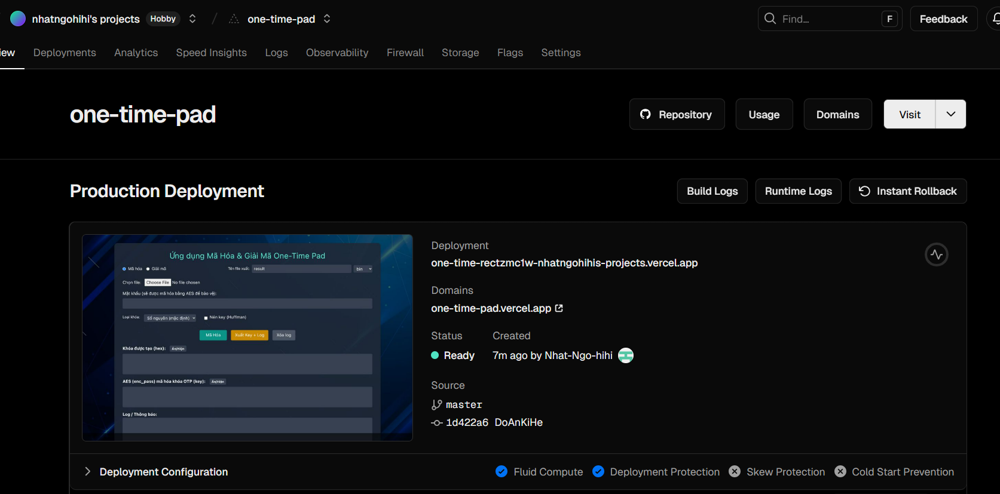 nhatngohihi's projects Hobby / one-time-pad Find... F Feedback
iew Deployments Analytics Speed Insights Logs Observability Firewall Storage Flags Settings
one-time-pad Repository Usage Domains Visit
Production Deployment Build Logs Runtime Logs Instant Rollback
Ứng dụng Mã Hóa & Giải Mã One-Time Pad
Mã hóa Giải mã Tên file xuất: result bin
Chọn file: Choose File No file chosen
Mật khẩu (sẽ được mã hóa bằng AES để bảo vệ):
Loại khóa: Số nguyên (mặc định) Nén key (Huffman)
Mã Hóa Xuất Key + Log Xóa log
Khóa được tạo (hex): Ẩn/Hiện
AES (enc_pass) mã hóa khóa OTP (key): Ẩn/Hiện
Log / Thông báo:
Deployment
one-time-rectzmc1w-nhatngohihis-projects.vercel.app
Domains
one-time-pad.vercel.app
Status Created
Ready 7m ago by Nhat-Ngo-hihi
Source
master
1d422a6 DoAnKiHe
Deployment Configuration Fluid Compute Deployment Protection Skew Protection Cold Start Prevention